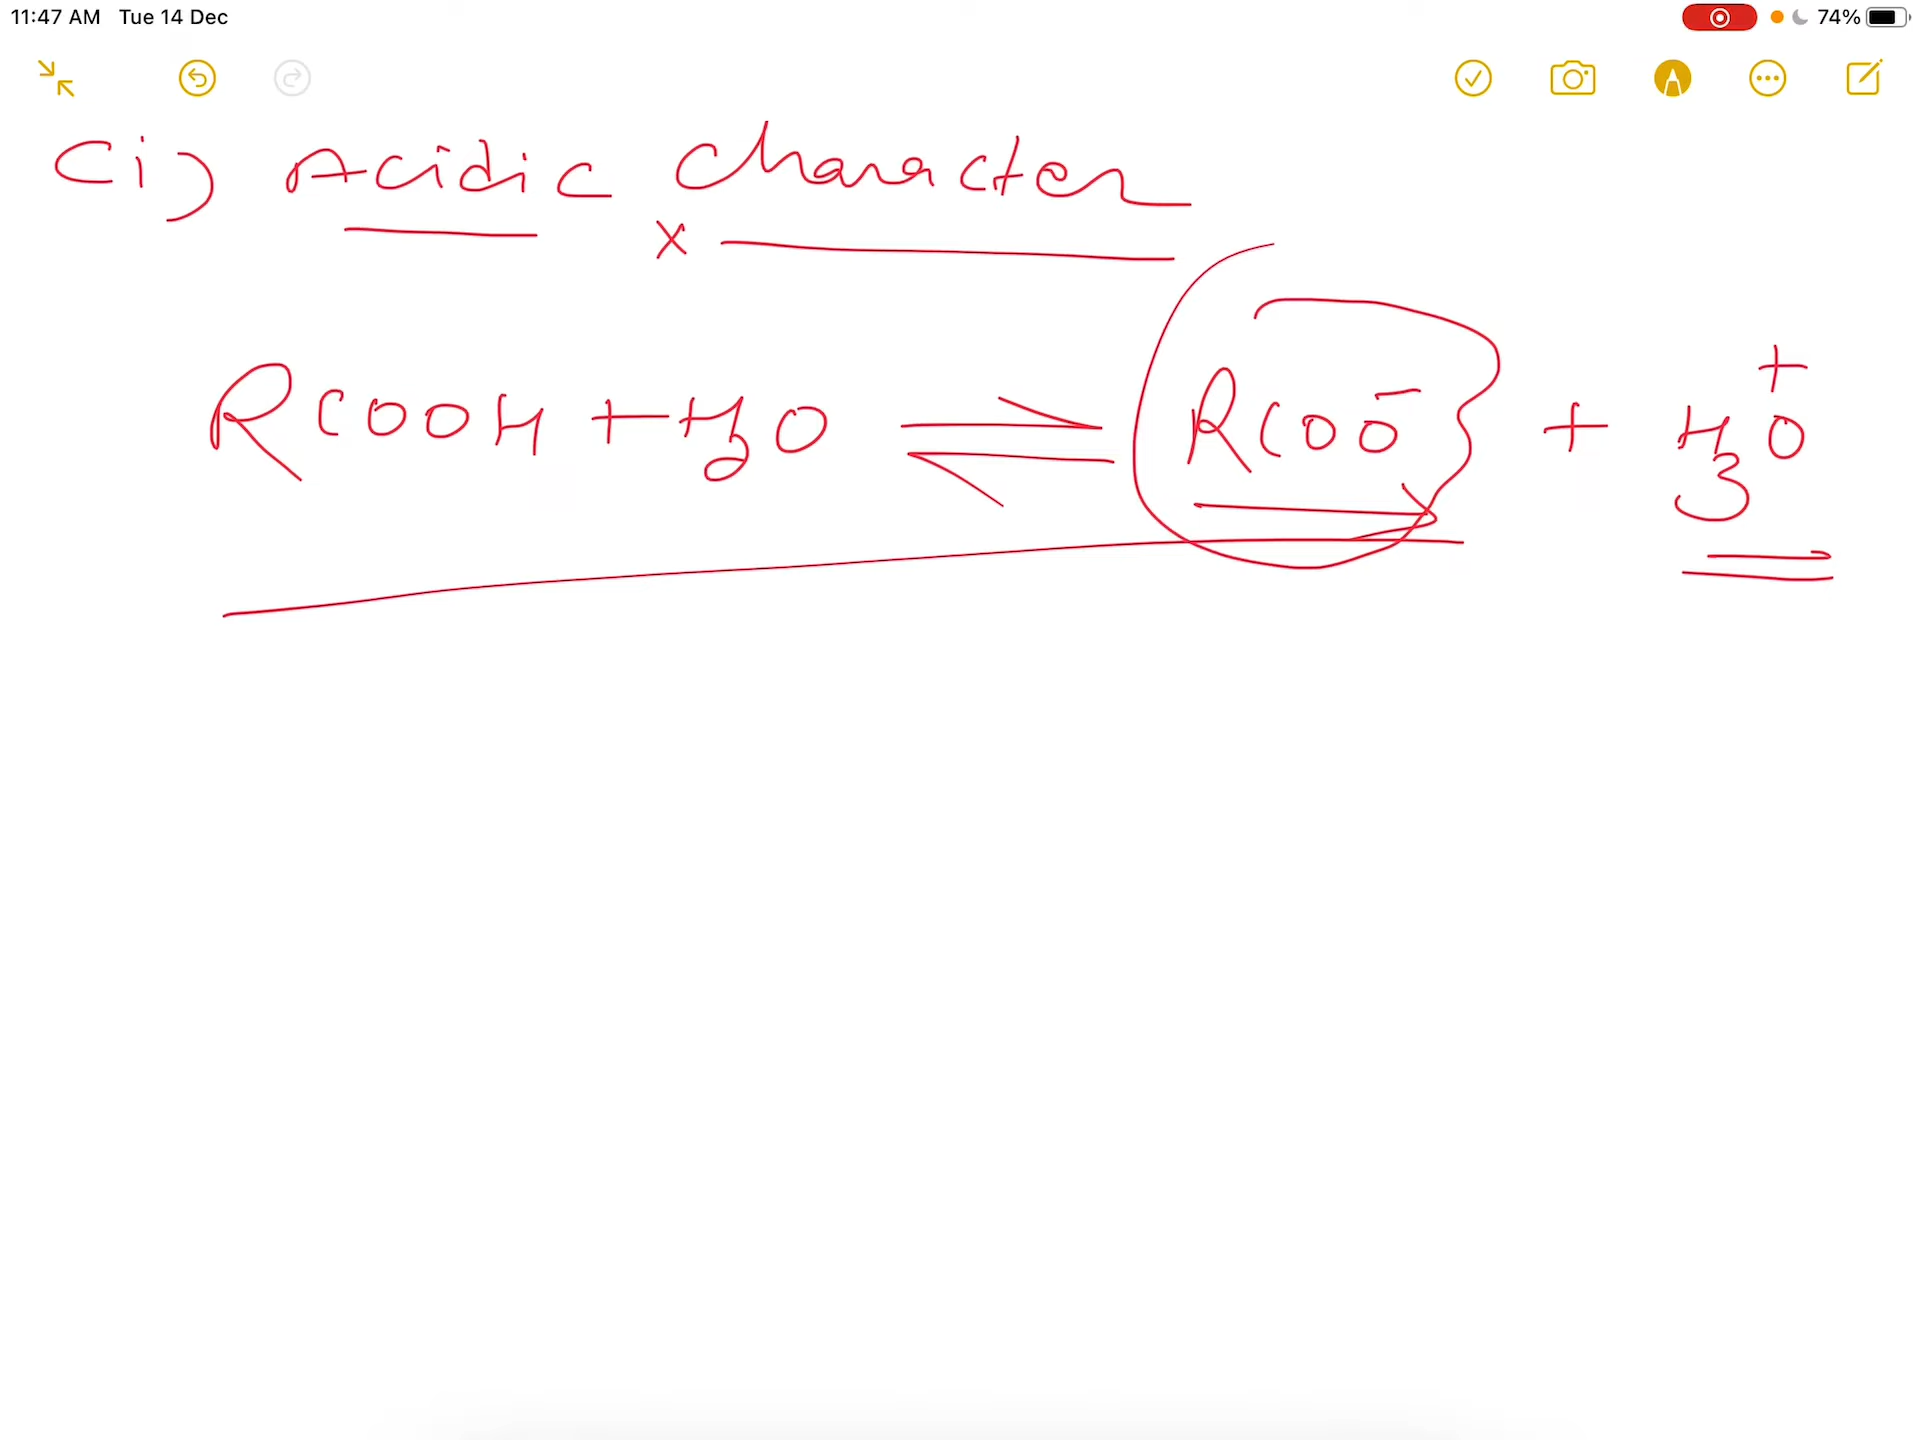 11:47 AM Tue 14 Dec 74%
(i) Acidic Character
x
RCOOH + H2O ⇌ RCOO⁻ + H3O⁺